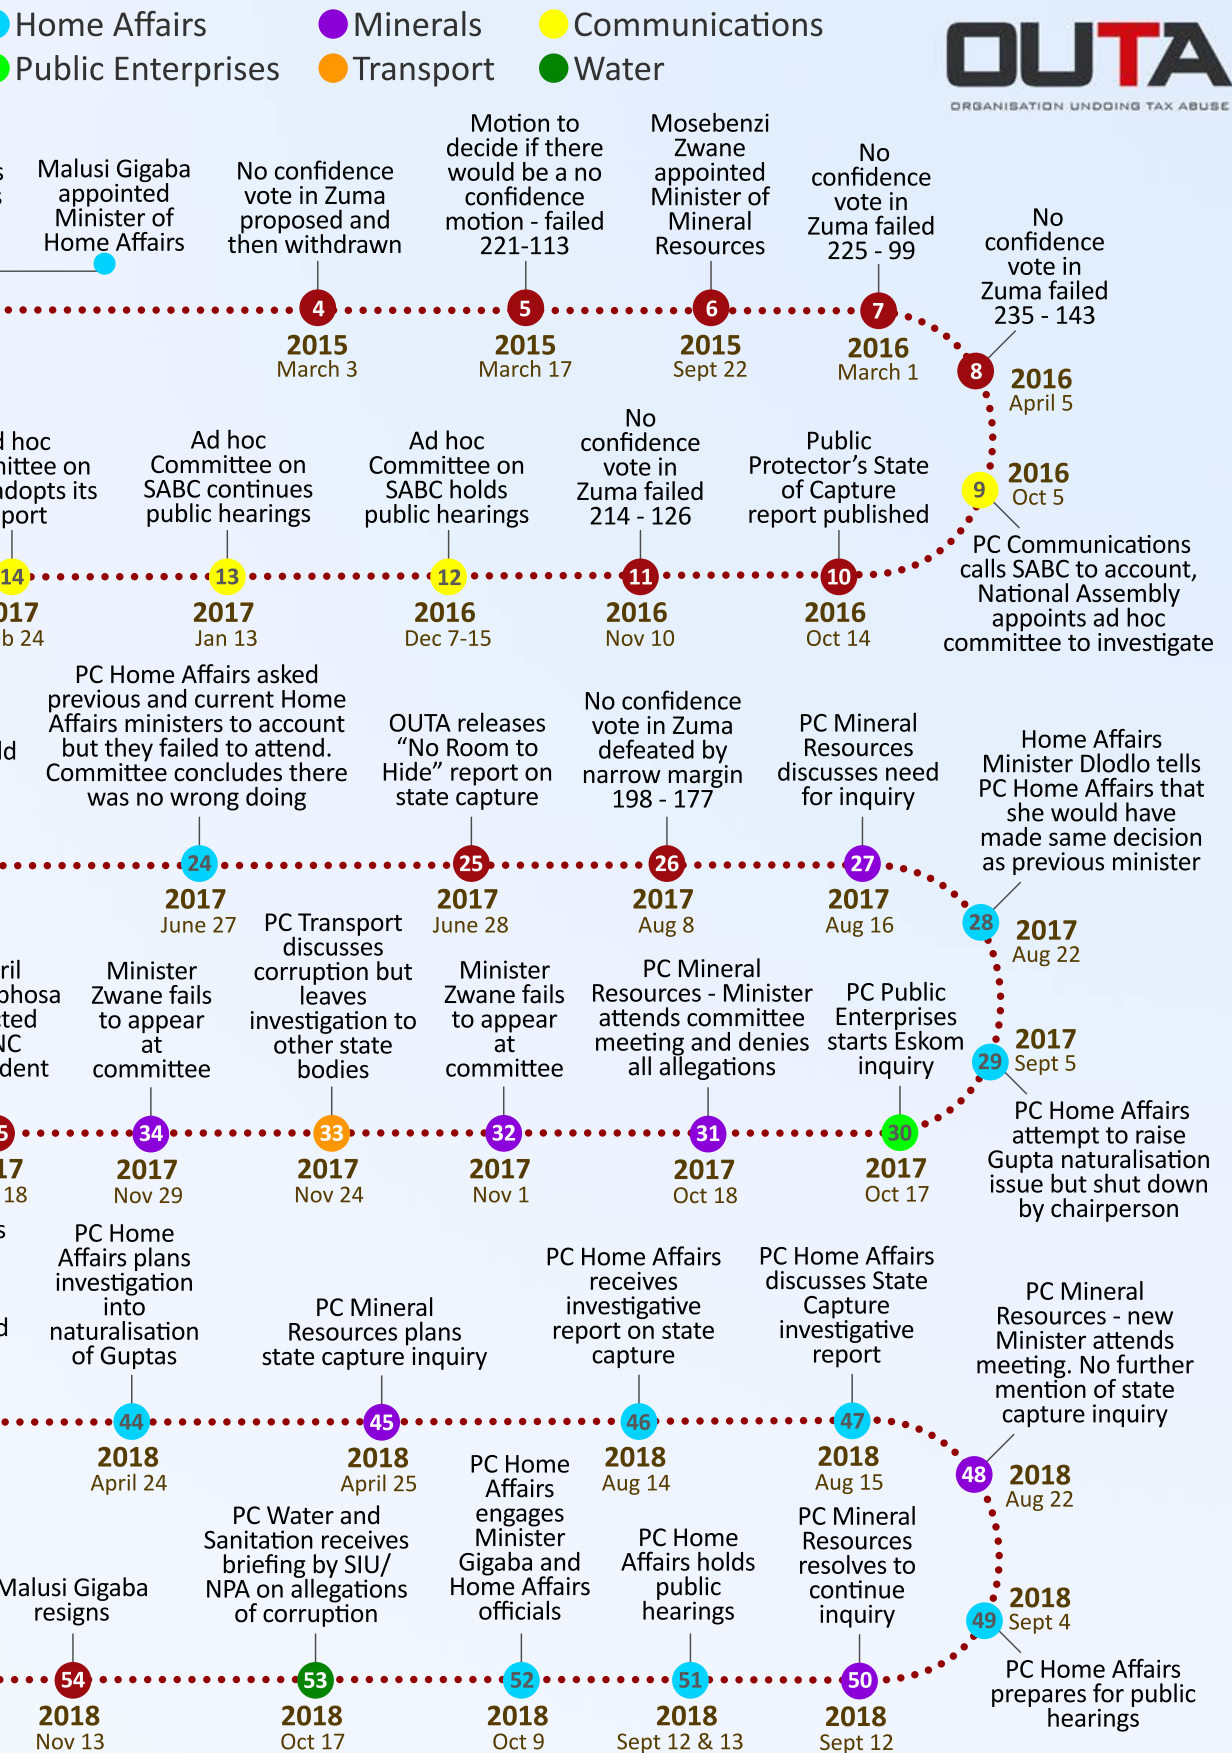 Home Affairs
Minerals
Communications
Public Enterprises
Transport
Water
OUTA
ORGANISATION UNDOING TAX ABUSE
Malusi Gigaba
appointed
Minister of
Home Affairs
No confidence
vote in Zuma
proposed and
then withdrawn
4
2015
March 3
Motion to
decide if there
would be a no
confidence
motion - failed
221-113
5
2015
March 17
Mosebenzi
Zwane
appointed
Minister of
Mineral
Resources
6
2015
Sept 22
No
confidence
vote in
Zuma failed
225 - 99
7
2016
March 1
No
confidence
vote in
Zuma failed
235 - 143
8
2016
April 5
9
2016
Oct 5
PC Communications
calls SABC to account,
National Assembly
appoints ad hoc
committee to investigate
Public
Protector’s State
of Capture
report published
10
2016
Oct 14
No
confidence
vote in
Zuma failed
214 - 126
11
2016
Nov 10
Ad hoc
Committee on
SABC holds
public hearings
12
2016
Dec 7-15
Ad hoc
Committee on
SABC continues
public hearings
13
2017
Jan 13
hoc
on
adopts its
port
14
017
b 24
PC Home Affairs asked
previous and current Home
Affairs ministers to account
but they failed to attend.
Committee concludes there
was no wrong doing
24
2017
June 27
OUTA releases
“No Room to
Hide” report on
state capture
25
2017
June 28
No confidence
vote in Zuma
defeated by
narrow margin
198 - 177
26
2017
Aug 8
PC Mineral
Resources
discusses need
for inquiry
27
2017
Aug 16
Home Affairs
Minister Dlodlo tells
PC Home Affairs that
she would have
made same decision
as previous minister
28
2017
Aug 22
29
2017
Sept 5
PC Home Affairs
attempt to raise
Gupta naturalisation
issue but shut down
by chairperson
PC Public
Enterprises
starts Eskom
inquiry
30
2017
Oct 17
PC Mineral
Resources - Minister
attends committee
meeting and denies
all allegations
31
2017
Oct 18
Minister
Zwane fails
to appear
at
committee
32
2017
Nov 1
PC Transport
discusses
corruption but
leaves
investigation to
other state
bodies
33
2017
Nov 24
Minister
Zwane fails
to appear
at
committee
34
2017
Nov 29
ril
phosa
cted
NC
dent
5
17
18
PC Home
Affairs plans
investigation
into
naturalisation
of Guptas
44
2018
April 24
PC Mineral
Resources plans
state capture inquiry
45
2018
April 25
PC Home Affairs
receives
investigative
report on state
capture
46
2018
Aug 14
PC Home Affairs
discusses State
Capture
investigative
report
47
2018
Aug 15
PC Mineral
Resources - new
Minister attends
meeting. No further
mention of state
capture inquiry
48
2018
Aug 22
49
2018
Sept 4
PC Home Affairs
prepares for public
hearings
PC Mineral
Resources
resolves to
continue
inquiry
50
2018
Sept 12
PC Home
Affairs holds
public
hearings
51
2018
Sept 12 & 13
PC Home
Affairs
engages
Minister
Gigaba and
Home Affairs
officials
52
2018
Oct 9
PC Water and
Sanitation receives
briefing by SIU/
NPA on allegations
of corruption
53
2018
Oct 17
Malusi Gigaba
resigns
54
2018
Nov 13